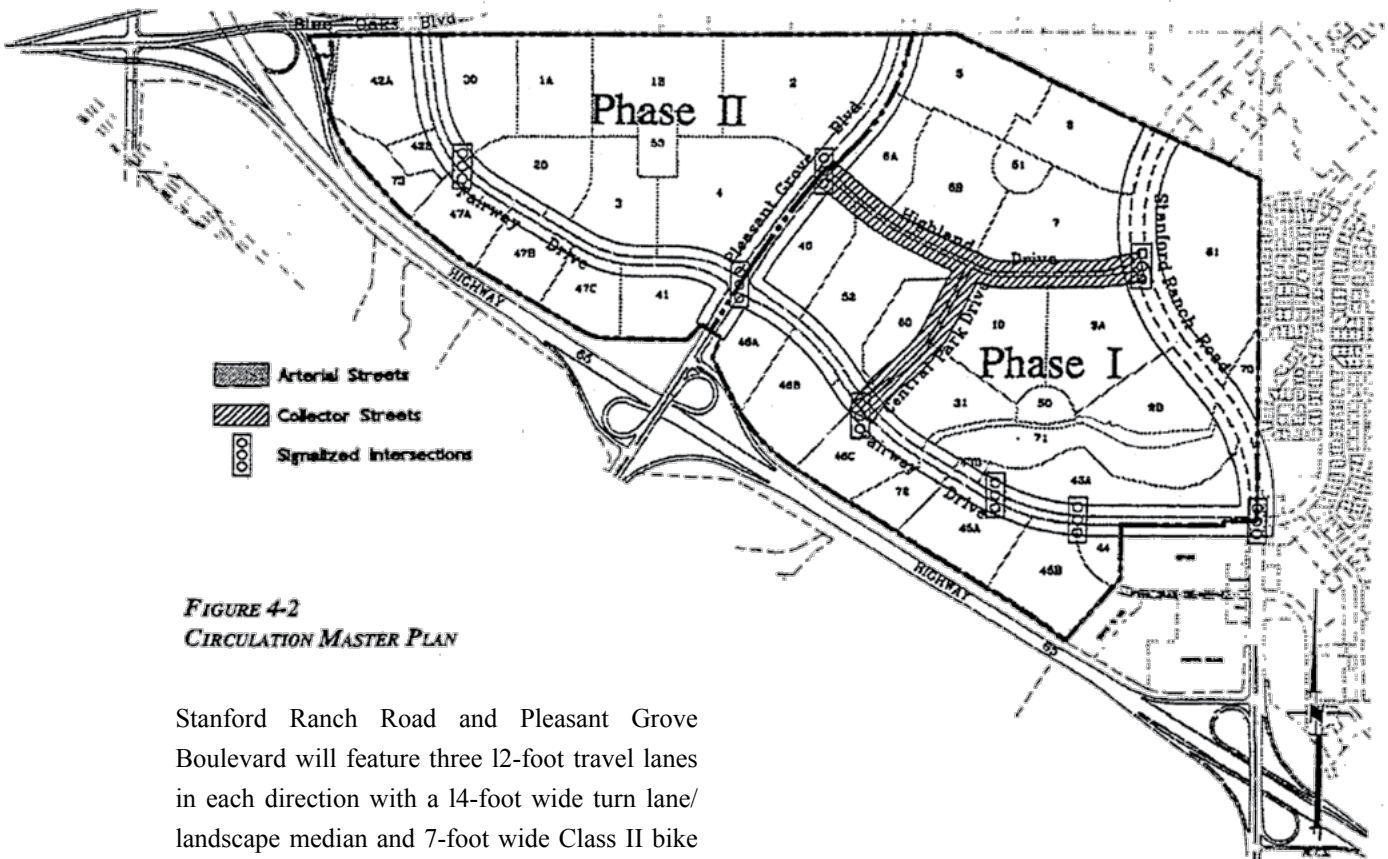 Blue Oaks Blvd.
42A
30
1A
1B
2
5
Phase II
8
53
Pleasant Grove Blvd.
42B
20
6A
6B
51
73
3
4
47A
Fairway Drive
Highland Drive
7
Stanford Ranch Road
61
47B
40
47C
41
52
HIGHWAY
65
60
Central Park Drive
10
9A
46A
Phase I
70
46B
31
50
9B
71
46C
Fairway Drive
43A
72
45A
44
45B
HIGHWAY
65
Arterial Streets
Collector Streets
Signalized Intersections
FIGURE 4-2
CIRCULATION MASTER PLAN
Stanford Ranch Road and Pleasant Grove
Boulevard will feature three l2-foot travel lanes
in each direction with a l4-foot wide turn lane/
landscape median and 7-foot wide Class II bike
N.T.S.